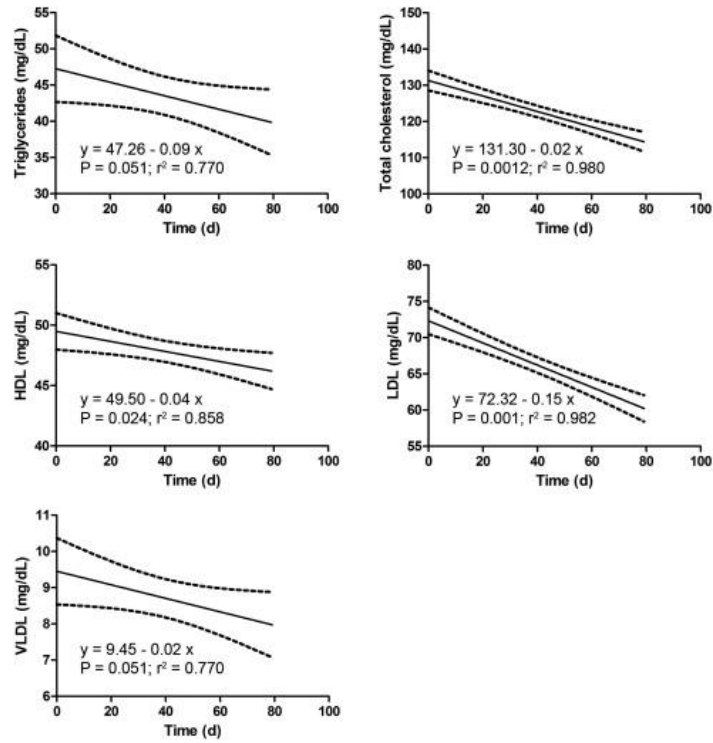 Triglycerides (mg/dL)
55
50
45
40
35
30
y = 47.26 - 0.09 x
P = 0.051; r² = 0.770
0 20 40 60 80 100
Time (d)
Total cholesterol (mg/dL)
150
140
130
120
110
100
y = 131.30 - 0.02 x
P = 0.0012; r² = 0.980
0 20 40 60 80 100
Time (d)
HDL (mg/dL)
55
50
45
40
y = 49.50 - 0.04 x
P = 0.024; r² = 0.858
0 20 40 60 80 100
Time (d)
LDL (mg/dL)
80
75
70
65
60
55
y = 72.32 - 0.15 x
P = 0.001; r² = 0.982
0 20 40 60 80 100
Time (d)
VLDL (mg/dL)
11
10
9
8
7
6
y = 9.45 - 0.02 x
P = 0.051; r² = 0.770
0 20 40 60 80 100
Time (d)